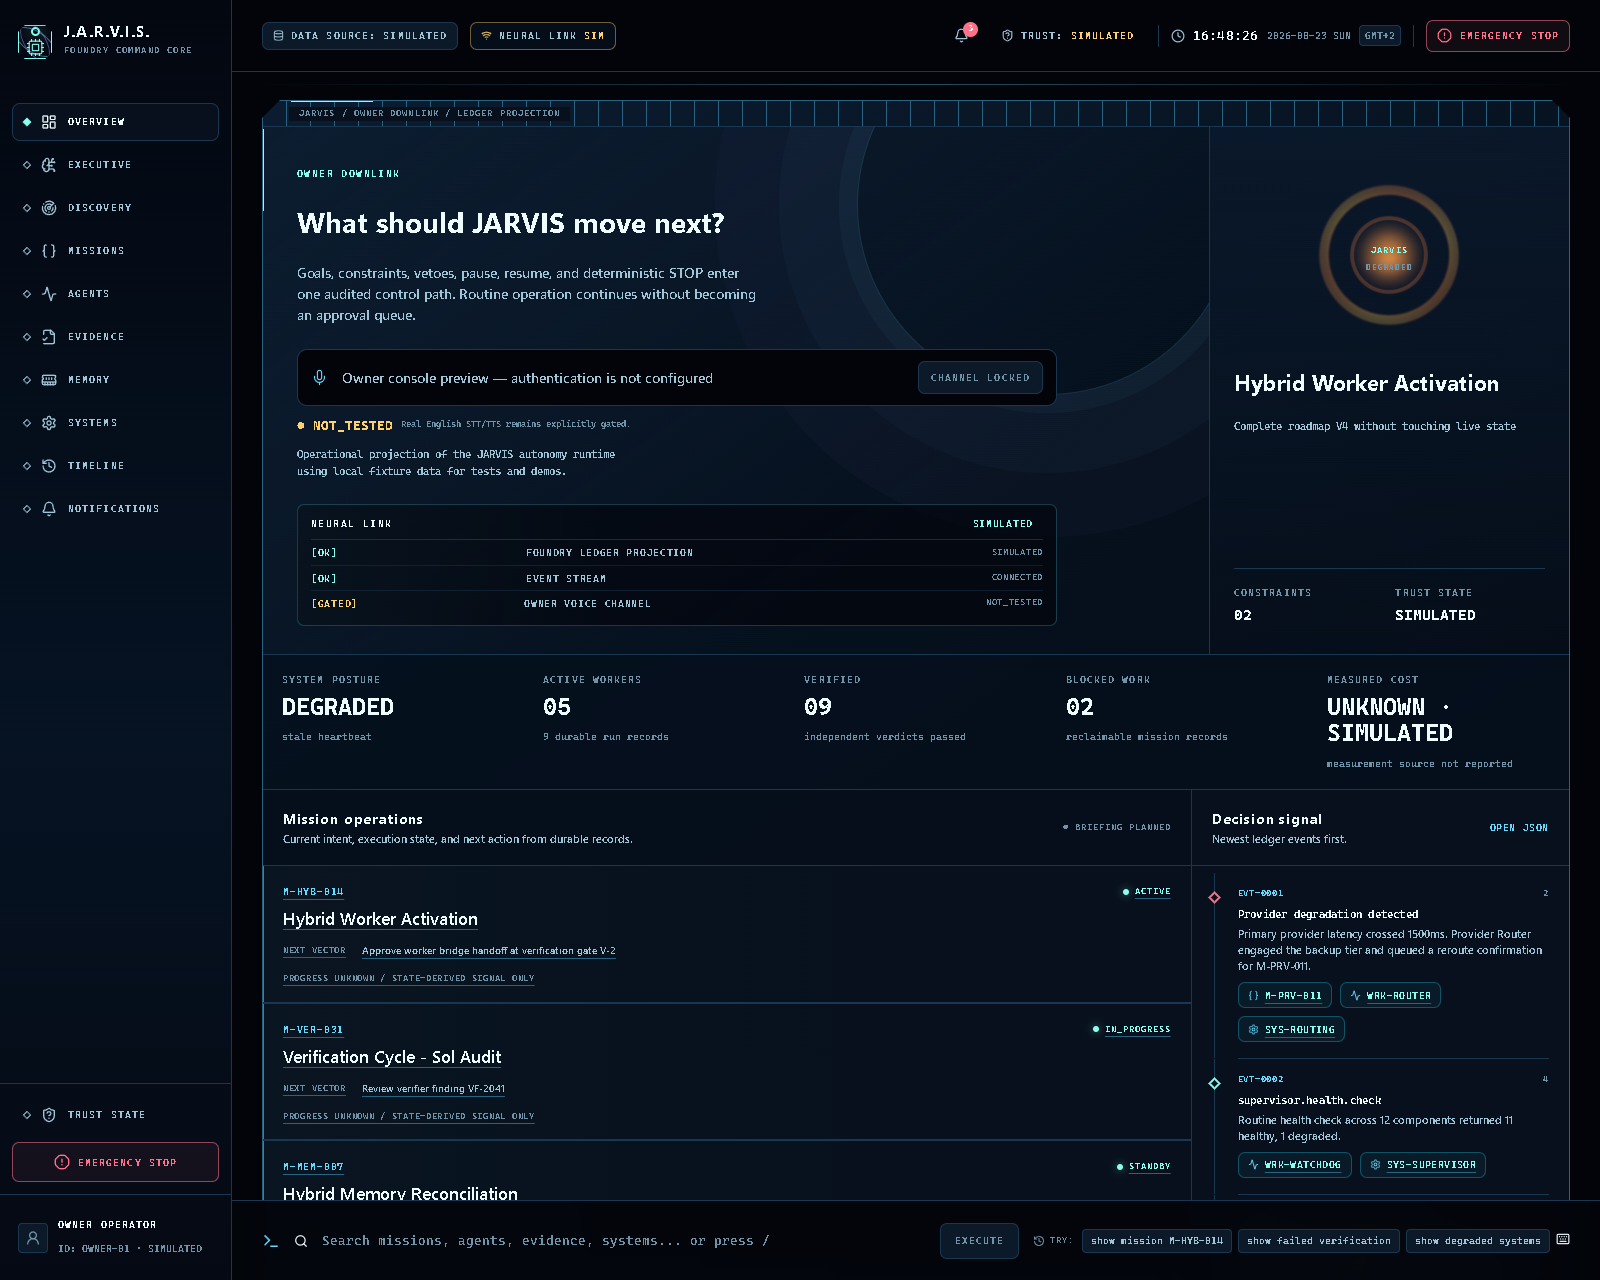 J.A.R.V.I.S.
FOUNDRY COMMAND CORE
OVERVIEW
EXECUTIVE
DISCOVERY
MISSIONS
AGENTS
EVIDENCE
MEMORY
SYSTEMS
TIMELINE
NOTIFICATIONS
TRUST STATE
EMERGENCY STOP
OWNER OPERATOR
ID: OWNER-01 • SIMULATED
DATA SOURCE: SIMULATED
NEURAL LINK SIM
3
TRUST: SIMULATED
16:48:26 2026-08-23 SUN GMT+2
EMERGENCY STOP
JARVIS / OWNER DOWNLINK / LEDGER PROJECTION
OWNER DOWNLINK
What should JARVIS move next?
Goals, constraints, vetoes, pause, resume, and deterministic STOP enter
one audited control path. Routine operation continues without becoming
an approval queue.
Owner console preview — authentication is not configured
CHANNEL LOCKED
NOT_TESTED Real English STT/TTS remains explicitly gated.
Operational projection of the JARVIS autonomy runtime
using local fixture data for tests and demos.
NEURAL LINK SIMULATED
[OK] FOUNDRY LEDGER PROJECTION SIMULATED
[OK] EVENT STREAM CONNECTED
[GATED] OWNER VOICE CHANNEL NOT_TESTED
JARVIS
DEGRADED
Hybrid Worker Activation
Complete roadmap V4 without touching live state
CONSTRAINTS
02
TRUST STATE
SIMULATED
SYSTEM POSTURE
DEGRADED
stale heartbeat
ACTIVE WORKERS
05
9 durable run records
VERIFIED
09
independent verdicts passed
BLOCKED WORK
02
reclaimable mission records
MEASURED COST
UNKNOWN ·
SIMULATED
measurement source not reported
Mission operations
Current intent, execution state, and next action from durable records.
BRIEFING PLANNED
M-HYB-014
ACTIVE
Hybrid Worker Activation
NEXT VECTOR Approve worker bridge handoff at verification gate V-2
PROGRESS UNKNOWN / STATE-DERIVED SIGNAL ONLY
M-VER-031
IN_PROGRESS
Verification Cycle - Sol Audit
NEXT VECTOR Review verifier finding VF-2041
PROGRESS UNKNOWN / STATE-DERIVED SIGNAL ONLY
M-MEM-007
STANDBY
Hybrid Memory Reconciliation
Decision signal
Newest ledger events first.
OPEN JSON
EVT-0001 2
Provider degradation detected
Primary provider latency crossed 1500ms. Provider Router
engaged the backup tier and queued a reroute confirmation
for M-PRV-011.
M-PRV-011
WRK-ROUTER
SYS-ROUTING
EVT-0002 4
supervisor.health.check
Routine health check across 12 components returned 11
healthy, 1 degraded.
WRK-WATCHDOG
SYS-SUPERVISOR
Search missions, agents, evidence, systems... or press /
EXECUTE
TRY:
show mission M-HYB-014
show failed verification
show degraded systems